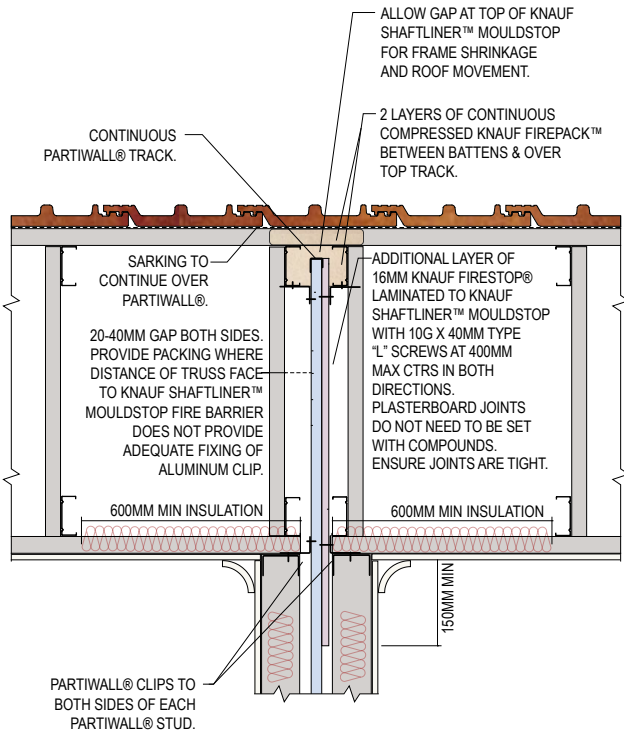 ALLOW GAP AT TOP OF KNAUF
SHAFTLINER™ MOULDSTOP
FOR FRAME SHRINKAGE
AND ROOF MOVEMENT.
2 LAYERS OF CONTINUOUS
COMPRESSED KNAUF FIREPACK™
BETWEEN BATTENS & OVER
TOP TRACK.
CONTINUOUS
PARTIWALL® TRACK.
SARKING TO
CONTINUE OVER
PARTIWALL®.
20-40MM GAP BOTH SIDES.
PROVIDE PACKING WHERE
DISTANCE OF TRUSS FACE
TO KNAUF SHAFTLINER™
MOULDSTOP FIRE BARRIER
DOES NOT PROVIDE
ADEQUATE FIXING OF
ALUMINUM CLIP.
ADDITIONAL LAYER OF
16MM KNAUF FIRESTOP®
LAMINATED TO KNAUF
SHAFTLINER™ MOULDSTOP
WITH 10G X 40MM TYPE
“L” SCREWS AT 400MM
MAX CTRS IN BOTH
DIRECTIONS.
PLASTERBOARD JOINTS
DO NOT NEED TO BE SET
WITH COMPOUNDS.
ENSURE JOINTS ARE TIGHT.
600MM MIN INSULATION
600MM MIN INSULATION
150MM MIN
PARTIWALL® CLIPS TO
BOTH SIDES OF EACH
PARTIWALL® STUD.